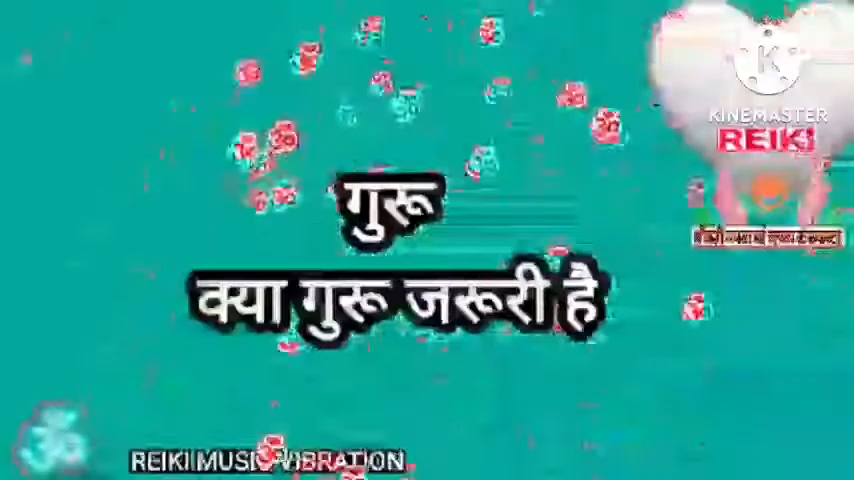 KINEMASTER
REIKI
गुरू
क्या गुरू जरूरी है
REIKI MUSIC VIBRATION
ॐ